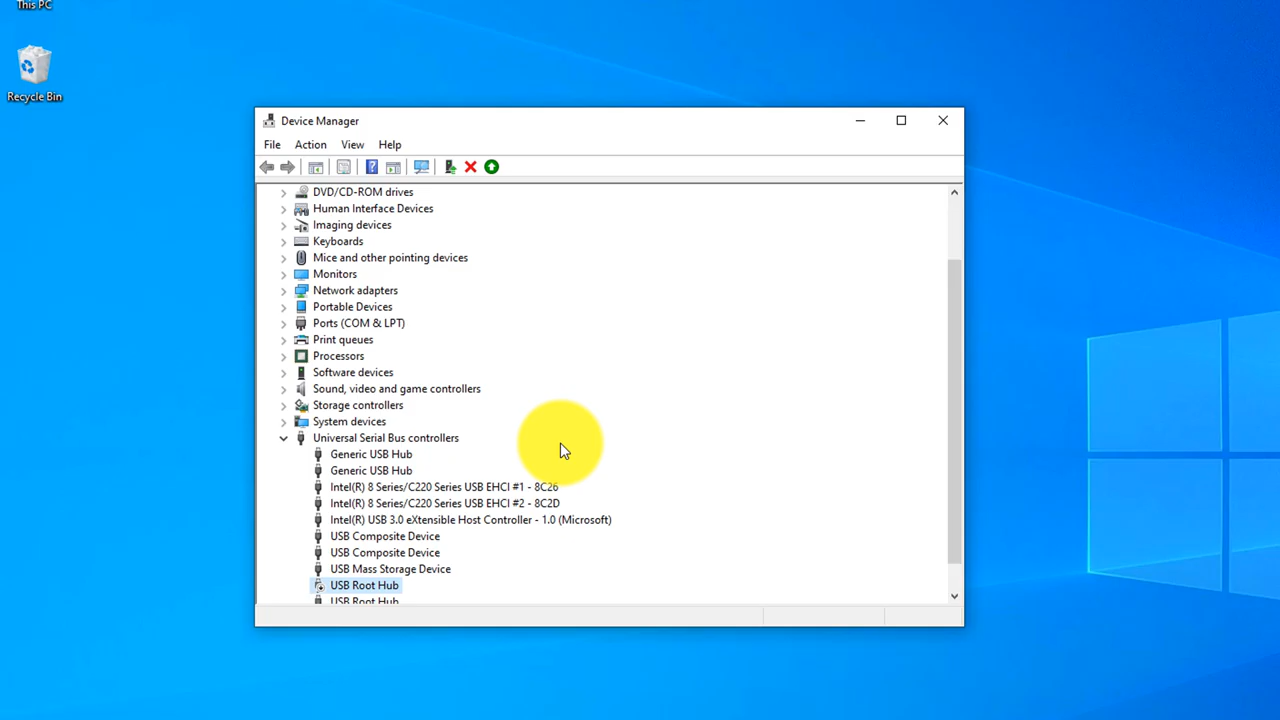 This PC
Recycle Bin
Device Manager
File Action View Help
DVD/CD-ROM drives
Human Interface Devices
Imaging devices
Keyboards
Mice and other pointing devices
Monitors
Network adapters
Portable Devices
Ports (COM & LPT)
Print queues
Processors
Software devices
Sound, video and game controllers
Storage controllers
System devices
Universal Serial Bus controllers
Generic USB Hub
Generic USB Hub
Intel(R) 8 Series/C220 Series USB EHCI #1 - 8C26
Intel(R) 8 Series/C220 Series USB EHCI #2 - 8C2D
Intel(R) USB 3.0 eXtensible Host Controller - 1.0 (Microsoft)
USB Composite Device
USB Composite Device
USB Mass Storage Device
USB Root Hub
USB Root Hub